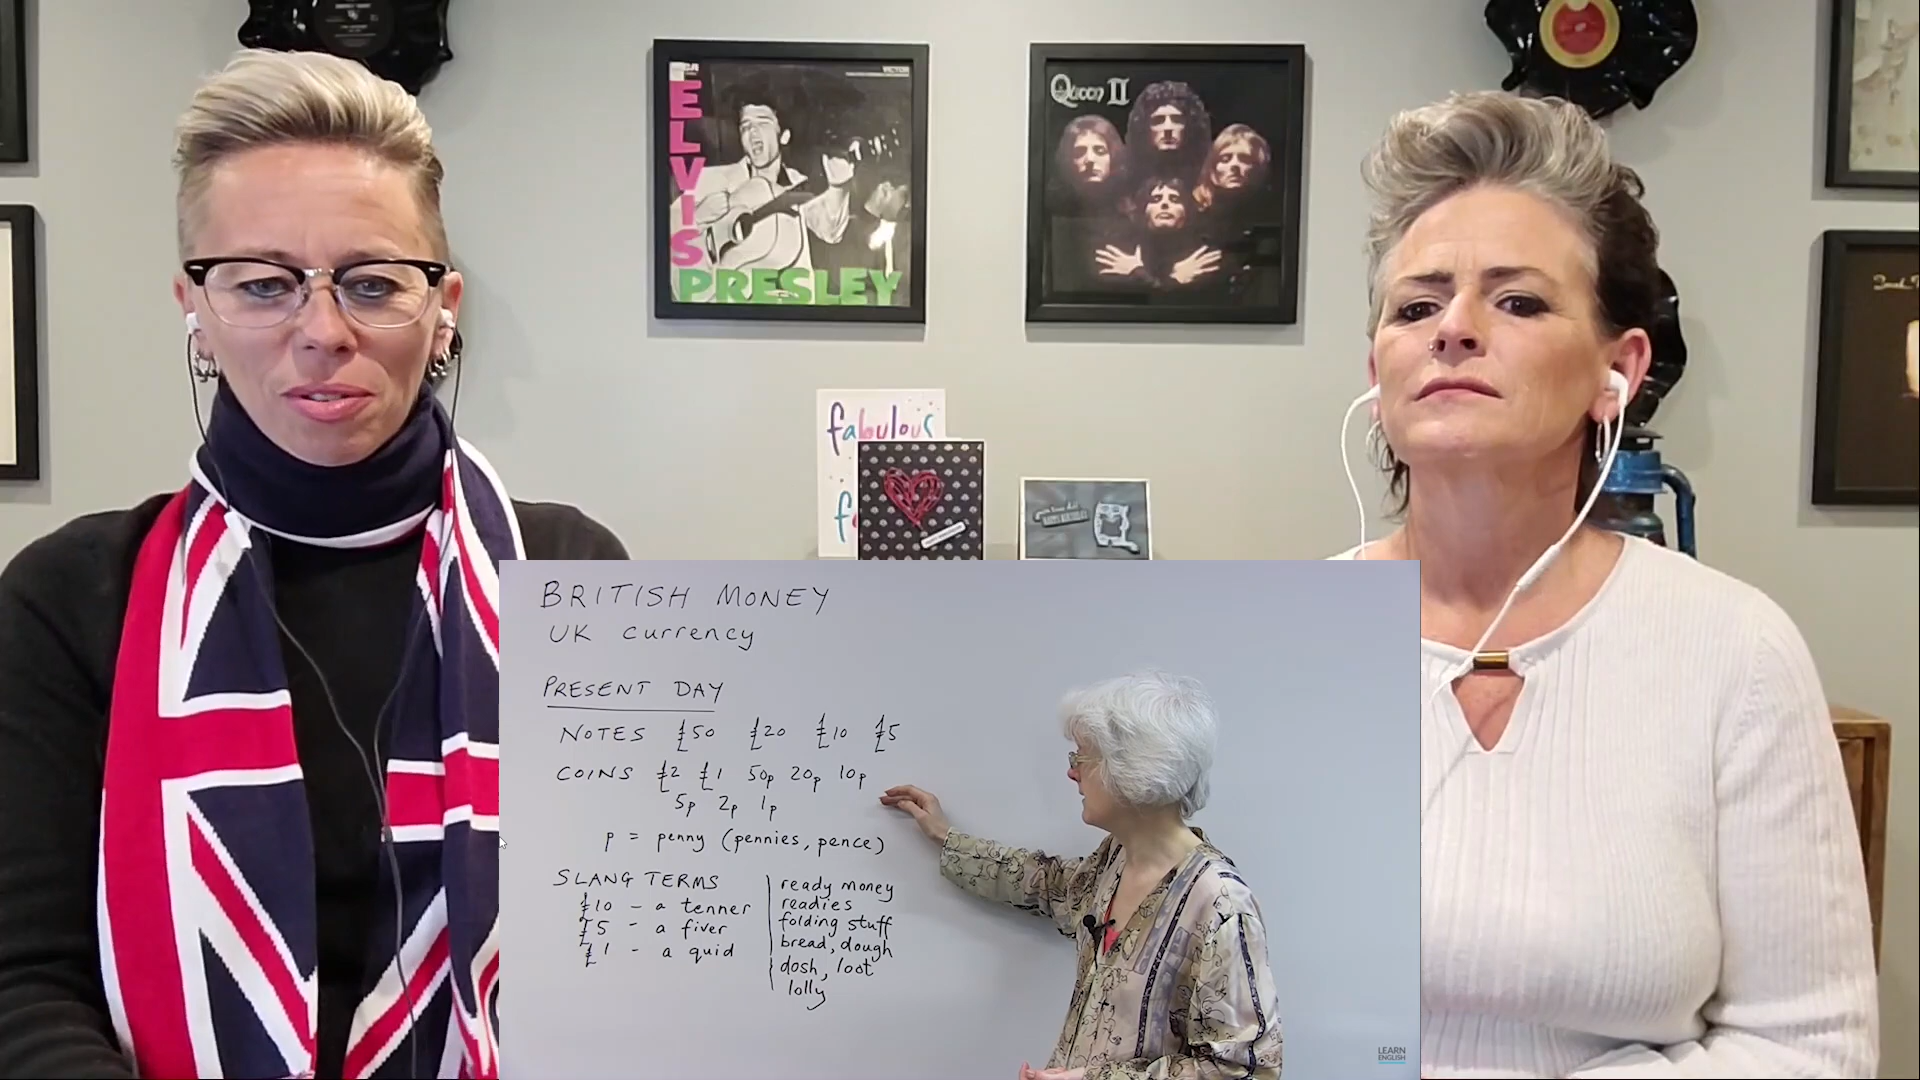 RCA
VICTOR
ELVIS
PRESLEY
Queen II
fabulous
BRITISH MONEY
UK currency
PRESENT DAY
NOTES £50 £20 £10 £5
COINS £2 £1 50p 20p 10p
5p 2p 1p
p = penny (pennies, pence)
SLANG TERMS
£10 - a tenner
£5 - a fiver
£1 - a quid
ready money
readies
folding stuff
bread, dough
dosh, loot
lolly
LEARN
ENGLISH